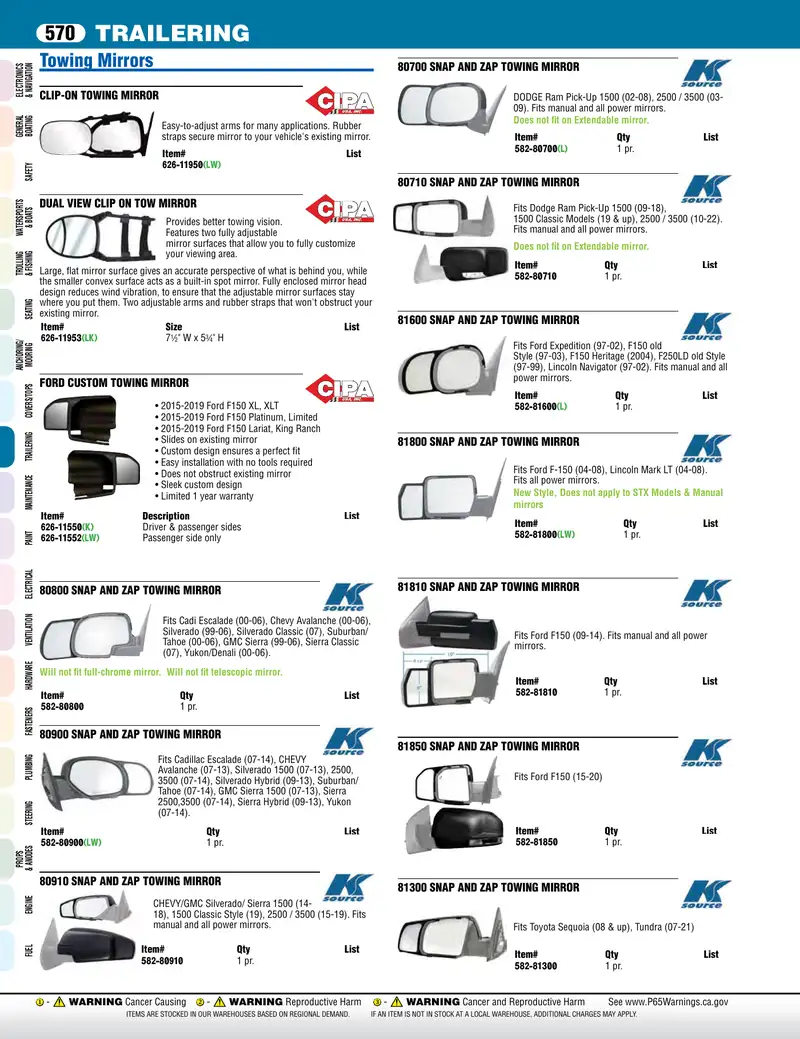 570 TRAILERING
Towing Mirrors
ELECTRONICS
& NAVIGATION
GENERAL
BOATING
SAFETY
WATERSPORTS
& BOATS
TROLLING
& FISHING
SEATING
ANCHORING/
MOORING
COVERS/TOPS
TRAILERING
MAINTENANCE
PAINT
ELECTRICAL
VENTILATION
HARDWARE
FASTENERS
PLUMBING
STEERING
PROPS
& ANODES
ENGINE
FUEL
CLIP-ON TOWING MIRROR
CIPA
USA, INC.
Easy-to-adjust arms for many applications. Rubber
straps secure mirror to your vehicle's existing mirror.
Item# List
626-11950(LW)
DUAL VIEW CLIP ON TOW MIRROR
CIPA
USA, INC.
Provides better towing vision.
Features two fully adjustable
mirror surfaces that allow you to fully customize
your viewing area.
Large, flat mirror surface gives an accurate perspective of what is behind you, while
the smaller convex surface acts as a built-in spot mirror. Fully enclosed mirror head
design reduces wind vibration, to ensure that the adjustable mirror surfaces stay
where you put them. Two adjustable arms and rubber straps that won't obstruct your
existing mirror.
Item# Size List
626-11953(LK) 7½" W x 5¾" H
FORD CUSTOM TOWING MIRROR
CIPA
USA, INC.
• 2015-2019 Ford F150 XL, XLT
• 2015-2019 Ford F150 Platinum, Limited
• 2015-2019 Ford F150 Lariat, King Ranch
• Slides on existing mirror
• Custom design ensures a perfect fit
• Easy installation with no tools required
• Does not obstruct existing mirror
• Sleek custom design
• Limited 1 year warranty
Item# Description List
626-11550(K) Driver & passenger sides
626-11552(LW) Passenger side only
80800 SNAP AND ZAP TOWING MIRROR
K source
Fits Cadi Escalade (00-06), Chevy Avalanche (00-06),
Silverado (99-06), Silverado Classic (07), Suburban/
Tahoe (00-06), GMC Sierra (99-06), Sierra Classic
(07), Yukon/Denali (00-06).
Will not fit full-chrome mirror. Will not fit telescopic mirror.
Item# Qty List
582-80800 1 pr.
80900 SNAP AND ZAP TOWING MIRROR
K source
Fits Cadillac Escalade (07-14), CHEVY
Avalanche (07-13), Silverado 1500 (07-13), 2500,
3500 (07-14), Silverado Hybrid (09-13), Suburban/
Tahoe (07-14), GMC Sierra 1500 (07-13), Sierra
2500,3500 (07-14), Sierra Hybrid (09-13), Yukon
(07-14).
Item# Qty List
582-80900(LW) 1 pr.
80910 SNAP AND ZAP TOWING MIRROR
K source
CHEVY/GMC Silverado/ Sierra 1500 (14-
18), 1500 Classic Style (19), 2500 / 3500 (15-19). Fits
manual and all power mirrors.
Item# Qty List
582-80910 1 pr.
80700 SNAP AND ZAP TOWING MIRROR
K source
DODGE Ram Pick-Up 1500 (02-08), 2500 / 3500 (03-
09). Fits manual and all power mirrors.
Does not fit on Extendable mirror.
Item# Qty List
582-80700(L) 1 pr.
80710 SNAP AND ZAP TOWING MIRROR
K source
Fits Dodge Ram Pick-Up 1500 (09-18),
1500 Classic Models (19 & up), 2500 / 3500 (10-22).
Fits manual and all power mirrors.
Does not fit on Extendable mirror.
Item# Qty List
582-80710 1 pr.
81600 SNAP AND ZAP TOWING MIRROR
K source
Fits Ford Expedition (97-02), F150 old
Style (97-03), F150 Heritage (2004), F250LD old Style
(97-99), Lincoln Navigator (97-02). Fits manual and all
power mirrors.
Item# Qty List
582-81600(L) 1 pr.
81800 SNAP AND ZAP TOWING MIRROR
K source
Fits Ford F-150 (04-08), Lincoln Mark LT (04-08).
Fits all power mirrors.
New Style, Does not apply to STX Models & Manual
mirrors
Item# Qty List
582-81800(LW) 1 pr.
81810 SNAP AND ZAP TOWING MIRROR
K source
Fits Ford F150 (09-14). Fits manual and all power
mirrors.
Item# Qty List
582-81810 1 pr.
81850 SNAP AND ZAP TOWING MIRROR
K source
Fits Ford F150 (15-20)
Item# Qty List
582-81850 1 pr.
81300 SNAP AND ZAP TOWING MIRROR
K source
Fits Toyota Sequoia (08 & up), Tundra (07-21)
Item# Qty List
582-81300 1 pr.
1 - WARNING Cancer Causing 2 - WARNING Reproductive Harm 3 - WARNING Cancer and Reproductive Harm See www.P65Warnings.ca.gov
ITEMS ARE STOCKED IN OUR WAREHOUSES BASED ON REGIONAL DEMAND. IF AN ITEM IS NOT IN STOCK AT A LOCAL WAREHOUSE, ADDITIONAL CHARGES MAY APPLY.